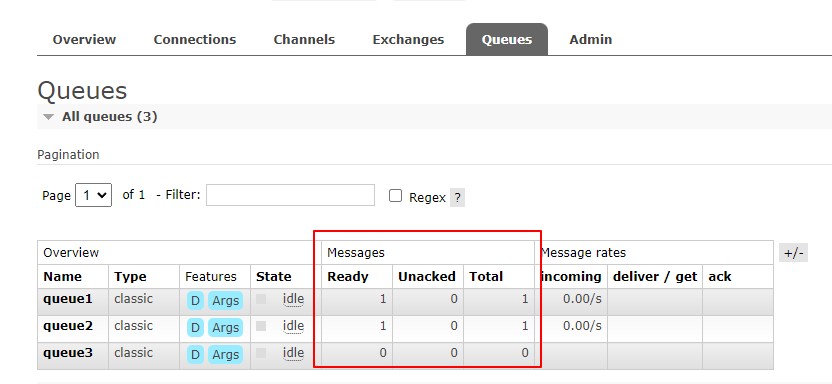 Overview Connections Channels Exchanges Queues Admin
Queues
All queues (3)
Pagination
Page 1 of 1 - Filter: Regex ?
Overview Messages Message rates +/-
Name Type Features State Ready Unacked Total incoming deliver / get ack
queue1 classic D Args idle 1 0 1 0.00/s
queue2 classic D Args idle 1 0 1 0.00/s
queue3 classic D Args idle 0 0 0